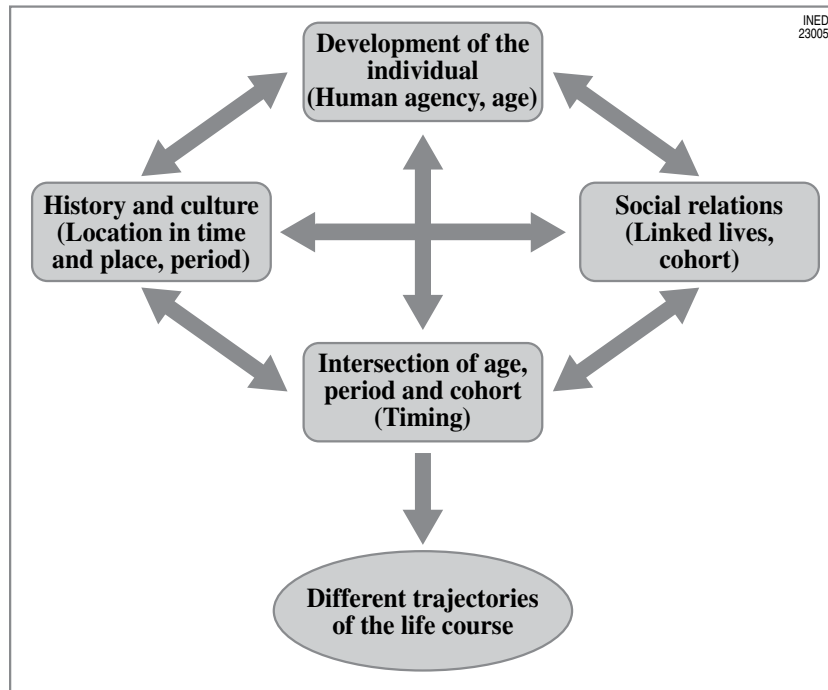 INED
23005
Development of the
individual
(Human agency, age)
History and culture
(Location in time
and place, period)
Social relations
(Linked lives,
cohort)
Intersection of age,
period and cohort
(Timing)
Different trajectories
of the life course